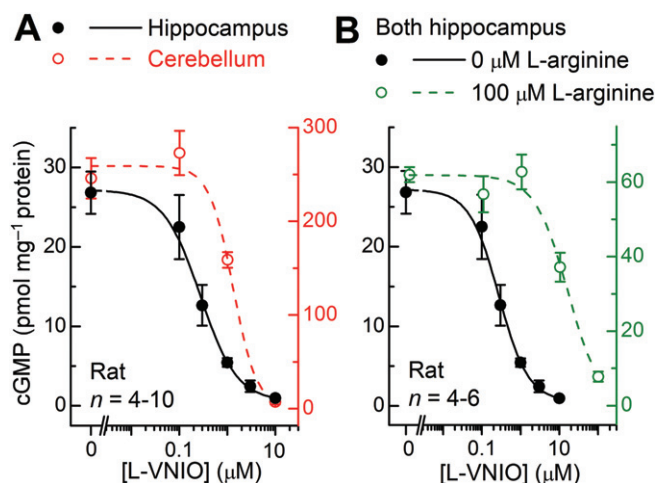 A
Hippocampus
Cerebellum
B
Both hippocampus
0 μM L-arginine
100 μM L-arginine
cGMP (pmol mg⁻¹ protein)
30
20
10
0
300
200
100
0
Rat
n = 4-10
0
0.1
1
10
[L-VNIO] (μM)
30
20
10
0
60
40
20
0
Rat
n = 4-6
0
0.1
1
10
[L-VNIO] (μM)